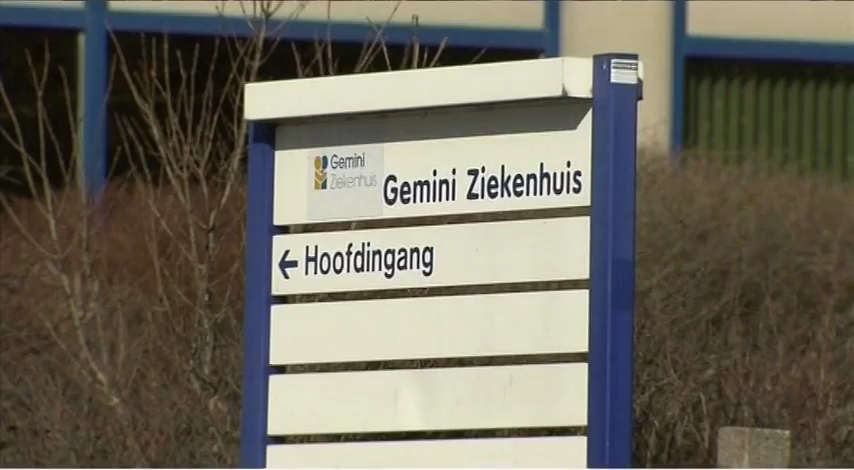 Gemini
Ziekenhuis
Gemini Ziekenhuis
← Hoofdingang